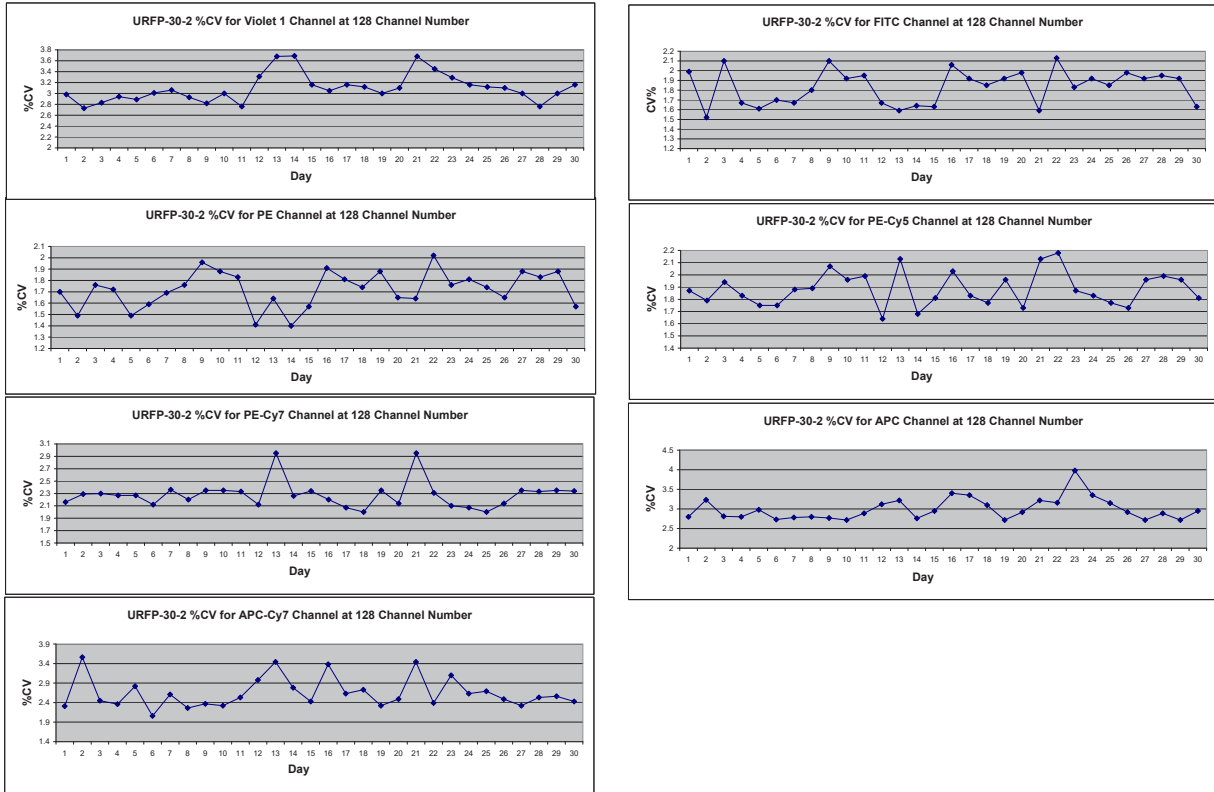 URFP-30-2 %CV for Violet 1 Channel at 128 Channel Number
%CV
3.8
3.6
3.4
3.2
3
2.8
2.6
2.4
2.2
2
1 2 3 4 5 6 7 8 9 10 11 12 13 14 15 16 17 18 19 20 21 22 23 24 25 26 27 28 29 30
Day
URFP-30-2 %CV for FITC Channel at 128 Channel Number
CV%
2.2
2.1
2
1.9
1.8
1.7
1.6
1.5
1.4
1.3
1.2
1 2 3 4 5 6 7 8 9 10 11 12 13 14 15 16 17 18 19 20 21 22 23 24 25 26 27 28 29 30
Day
URFP-30-2 %CV for PE Channel at 128 Channel Number
%CV
2.1
2
1.9
1.8
1.7
1.6
1.5
1.4
1.3
1.2
1 2 3 4 5 6 7 8 9 10 11 12 13 14 15 16 17 18 19 20 21 22 23 24 25 26 27 28 29 30
Day
URFP-30-2 %CV for PE-Cy5 Channel at 128 Channel Number
%CV
2.2
2.1
2
1.9
1.8
1.7
1.6
1.5
1.4
1 2 3 4 5 6 7 8 9 10 11 12 13 14 15 16 17 18 19 20 21 22 23 24 25 26 27 28 29 30
Day
URFP-30-2 %CV for PE-Cy7 Channel at 128 Channel Number
%CV
3.1
2.9
2.7
2.5
2.3
2.1
1.9
1.7
1.5
1 2 3 4 5 6 7 8 9 10 11 12 13 14 15 16 17 18 19 20 21 22 23 24 25 26 27 28 29 30
Day
URFP-30-2 %CV for APC Channel at 128 Channel Number
%CV
4.5
4
3.5
3
2.5
2
1 2 3 4 5 6 7 8 9 10 11 12 13 14 15 16 17 18 19 20 21 22 23 24 25 26 27 28 29 30
Day
URFP-30-2 %CV for APC-Cy7 Channel at 128 Channel Number
%CV
3.9
3.4
2.9
2.4
1.9
1.4
1 2 3 4 5 6 7 8 9 10 11 12 13 14 15 16 17 18 19 20 21 22 23 24 25 26 27 28 29 30
Day